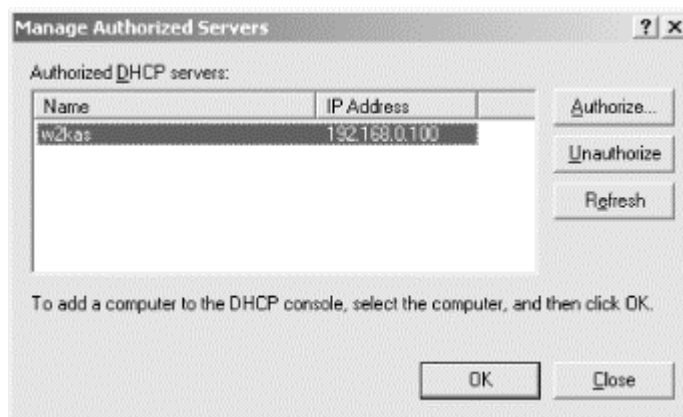 Manage Authorized Servers
Authorized DHCP servers:
Name IP Address
w2kas 192.168.0.100
Authorize...
Unauthorize
Refresh
To add a computer to the DHCP console, select the computer, and then click OK.
OK Close